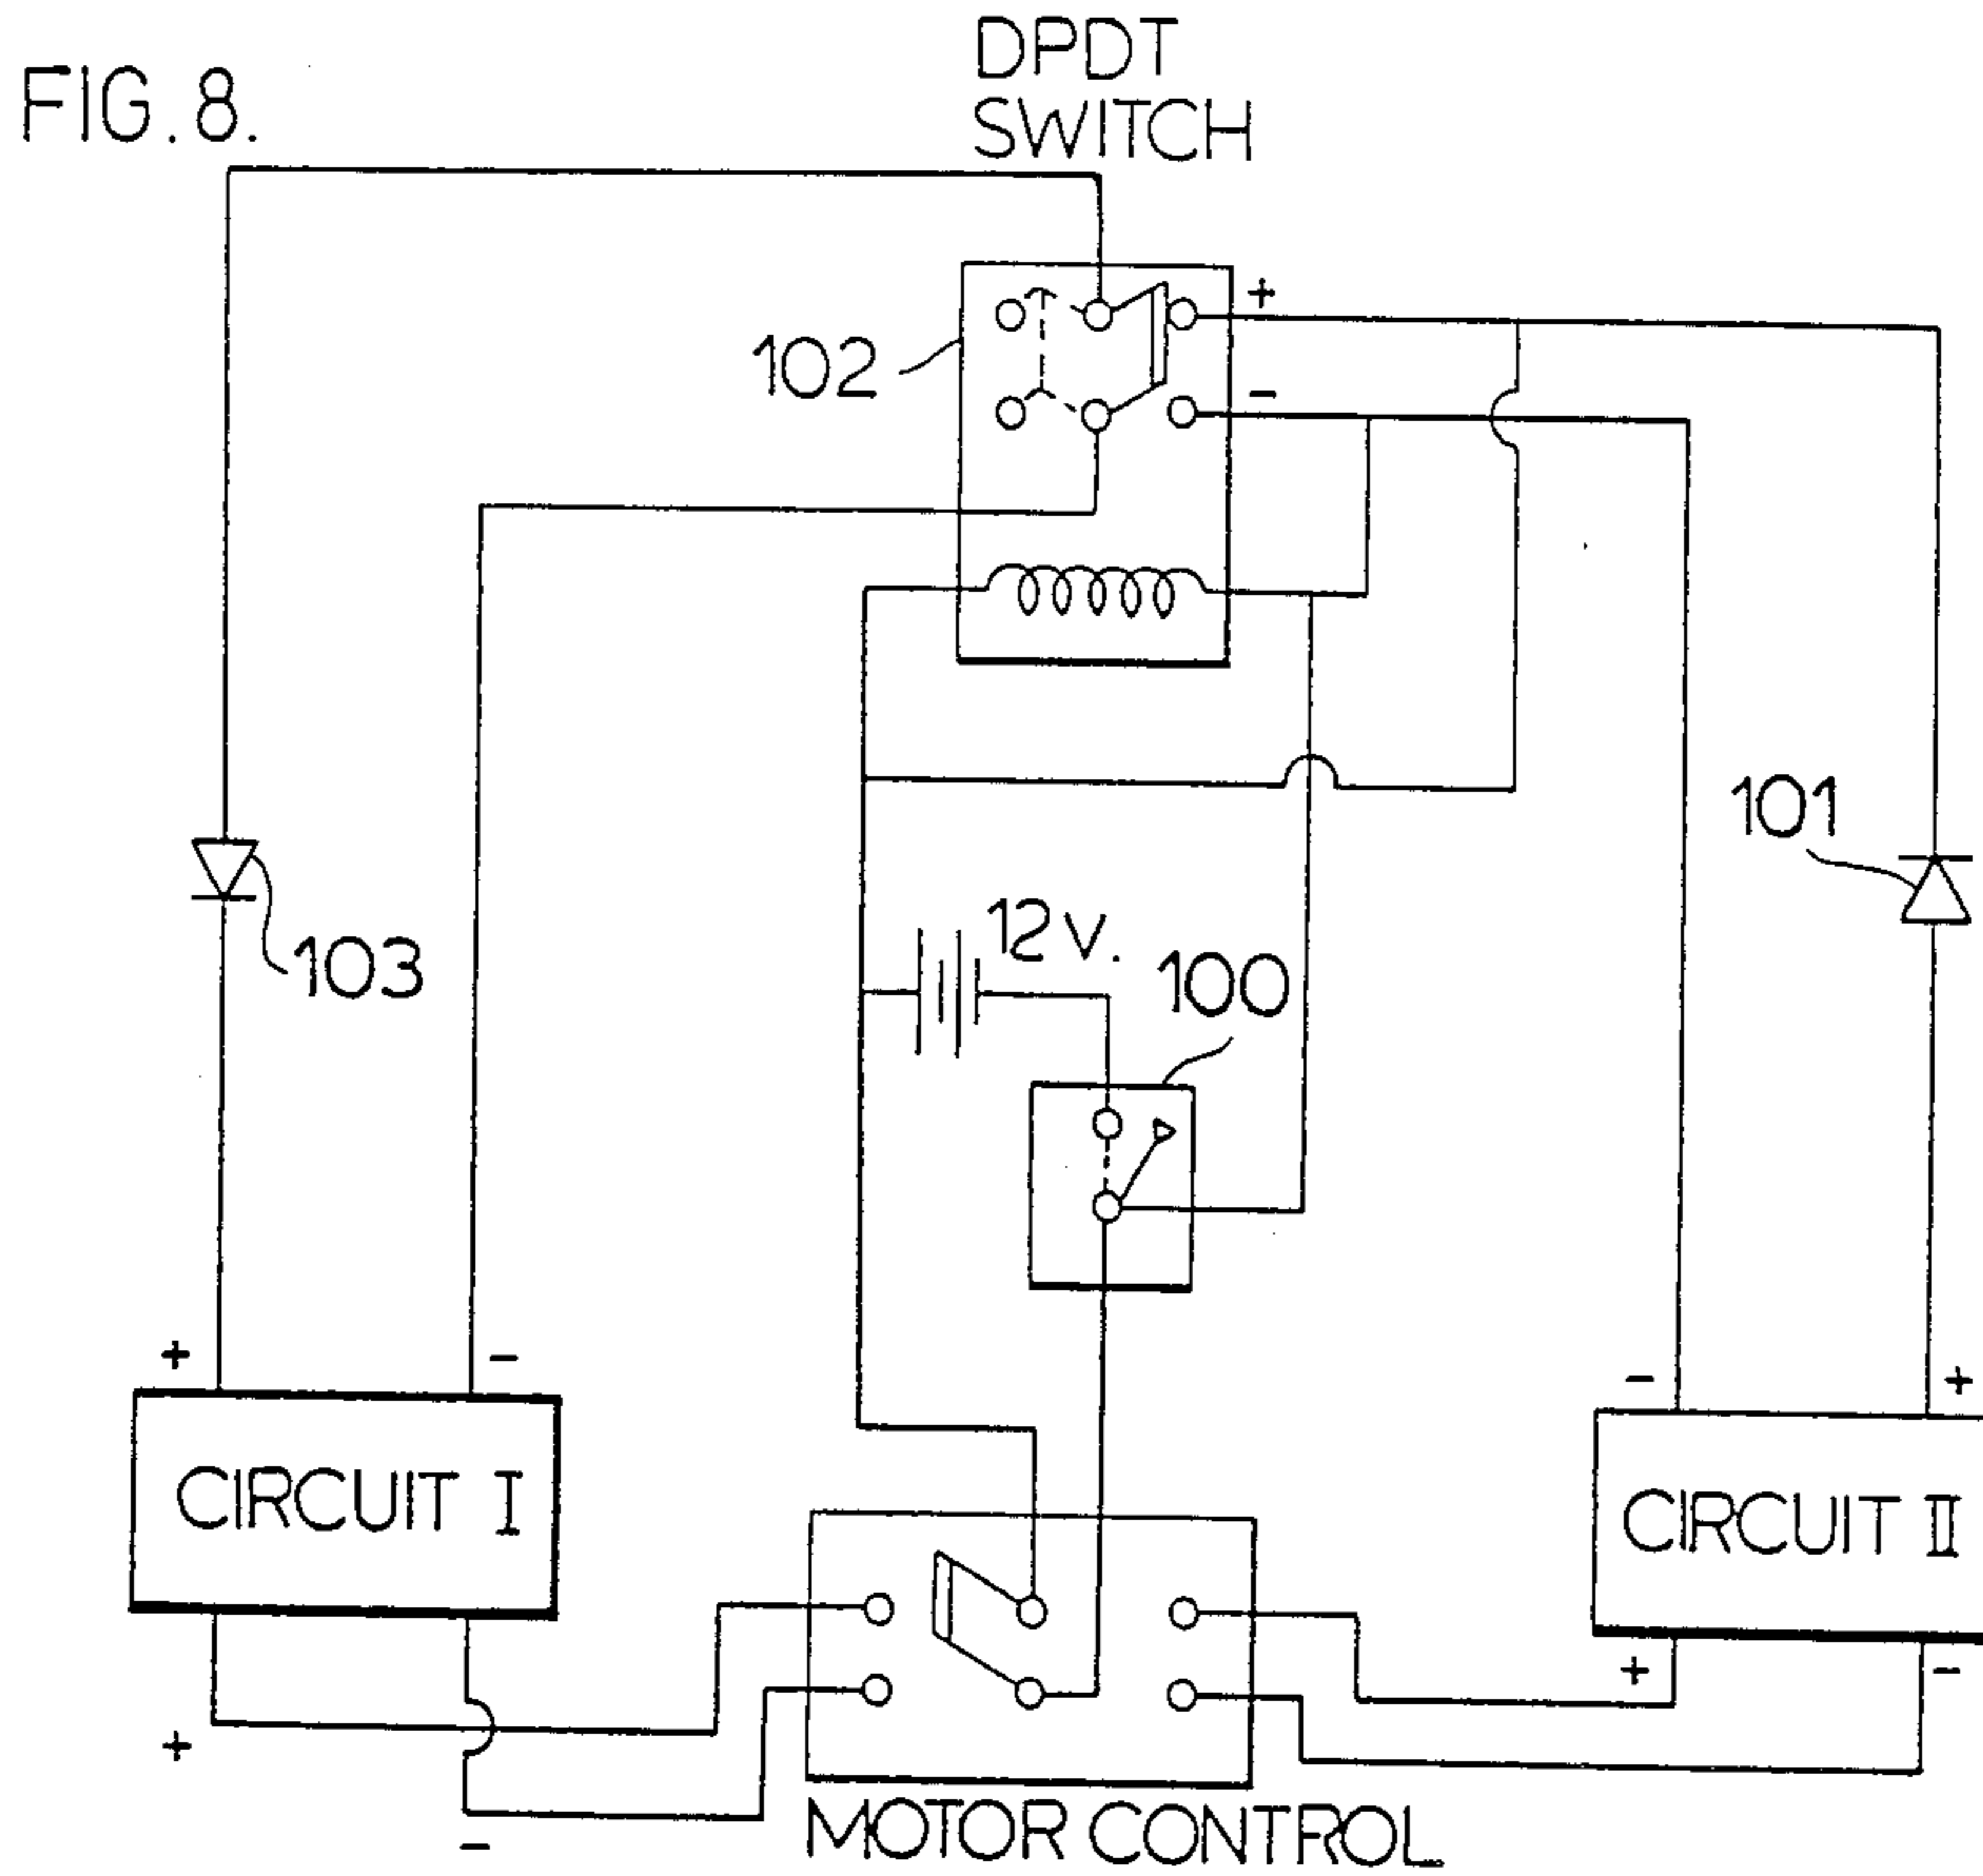 FIG. 8.
DPDT
SWITCH
102
+
-
101
103
12 V.
100
+
-
-
+
CIRCUIT I
CIRCUIT II
+
-
+
-
MOTOR CONTROL